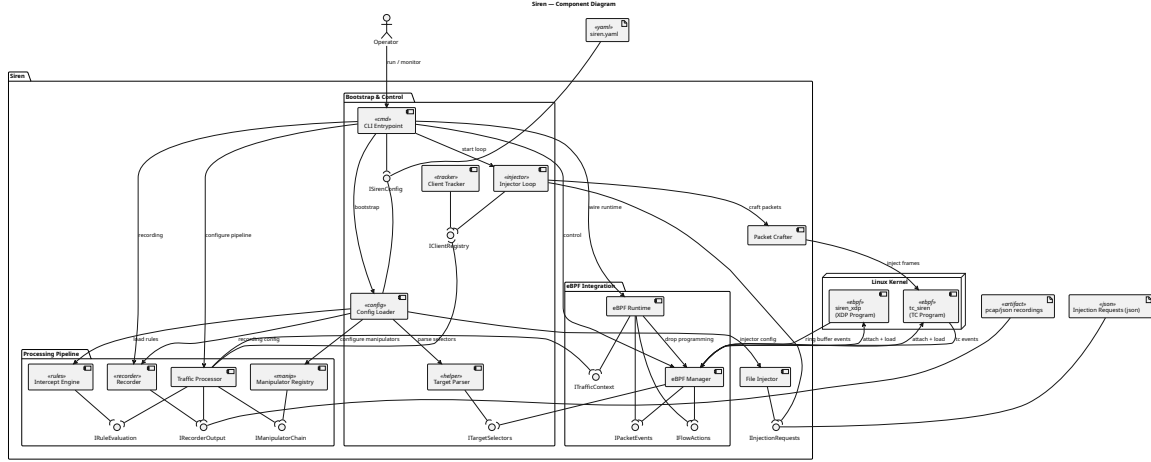 Siren — Component Diagram
«yaml»
siren.yaml
Operator
run / monitor
Siren
Bootstrap & Control
«cmd»
CLI Entrypoint
start loop
ISirenConfig
«tracker»
Client Tracker
«injector»
Injector Loop
bootstrap
wire runtime
craft packets
recording
configure pipeline
control
Packet Crafter
IClientRegistry
inject frames
Linux Kernel
eBPF Integration
«config»
Config Loader
eBPF Runtime
«ebpf»
siren_xdp
(XDP Program)
«ebpf»
tc_siren
(TC Program)
«artifact»
pcap/json recordings
«json»
Injection Requests (json)
load rules
recording config
configure manipulators
parse selectors
drop programming
injector config
ring buffer events
attach + load
attach + load
tc events
Processing Pipeline
«rules»
Intercept Engine
«recorder»
Recorder
Traffic Processor
«manip»
Manipulator Registry
«helper»
Target Parser
ITrafficContext
eBPF Manager
File Injector
IRuleEvaluation
IRecorderOutput
IManipulatorChain
ITargetSelectors
IPacketEvents
IFlowActions
IInjectionRequests